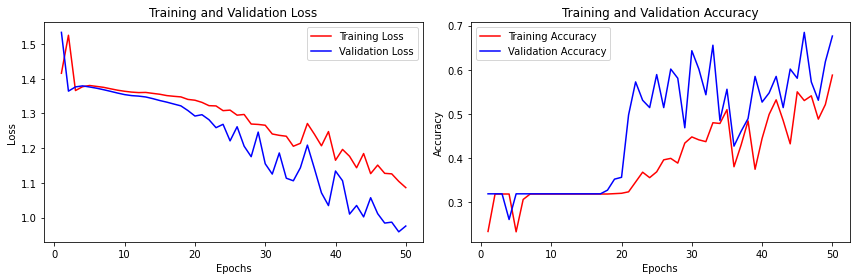 Training and Validation Loss
Training Loss
Validation Loss
1.5
1.4
1.3
1.2
1.1
1.0
Loss
0
10
20
30
40
50
Epochs
Training and Validation Accuracy
Training Accuracy
Validation Accuracy
0.7
0.6
0.5
0.4
0.3
Accuracy
0
10
20
30
40
50
Epochs